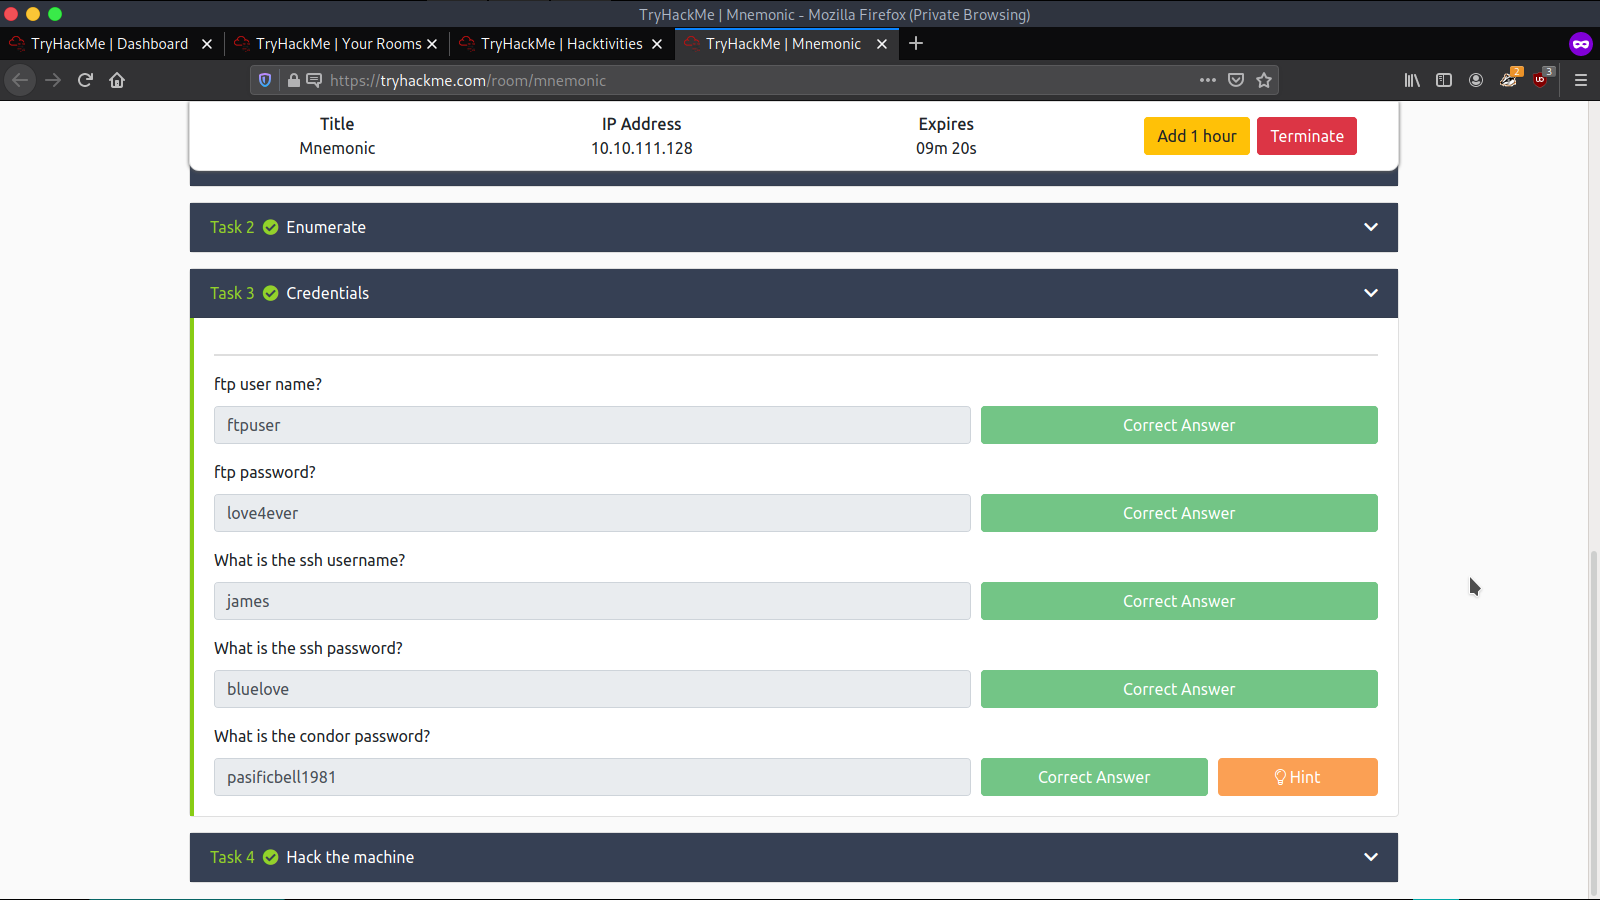 TryHackMe | Mnemonic - Mozilla Firefox (Private Browsing)
TryHackMe | Dashboard
TryHackMe | Your Rooms
TryHackMe | Hacktivities
TryHackMe | Mnemonic
https://tryhackme.com/room/mnemonic
2
3
Title
IP Address
Expires
Mnemonic
10.10.111.128
09m 20s
Add 1 hour
Terminate
Task 2 Enumerate
Task 3 Credentials
ftp user name?
ftpuser
Correct Answer
ftp password?
love4ever
Correct Answer
What is the ssh username?
james
Correct Answer
What is the ssh password?
bluelove
Correct Answer
What is the condor password?
pasificbell1981
Correct Answer
Hint
Task 4 Hack the machine